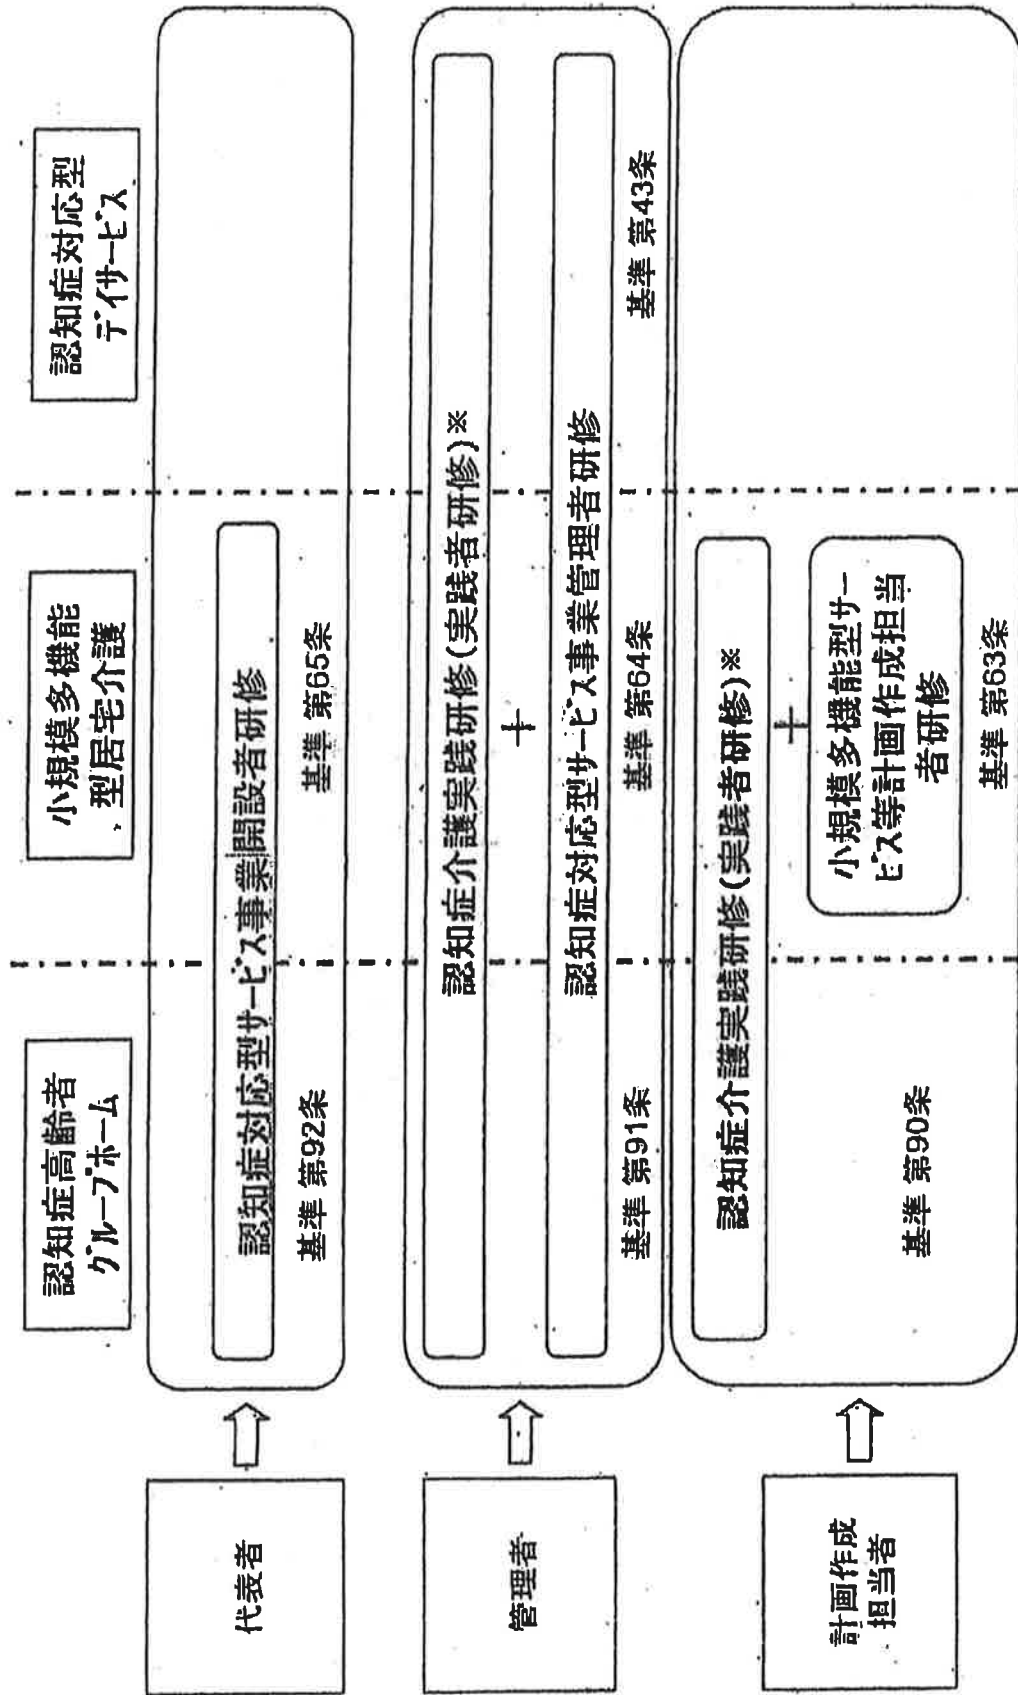 認知症高齢者
グループホーム
小規模多機能
型居宅介護
認知症対応型
デイサービス
代表者
認知症対応型サービス事業開設者研修
基準 第92条
基準 第65条
管理者
認知症介護実践研修(実践者研修)※
+
認知症対応型サービス事業管理者研修
基準 第91条
基準 第64条
基準 第43条
計画作成
担当者
認知症介護実践研修(実践者研修)※
+
小規模多機能型サー
ビス等計画作成担当
者研修
基準 第90条
基準 第63条